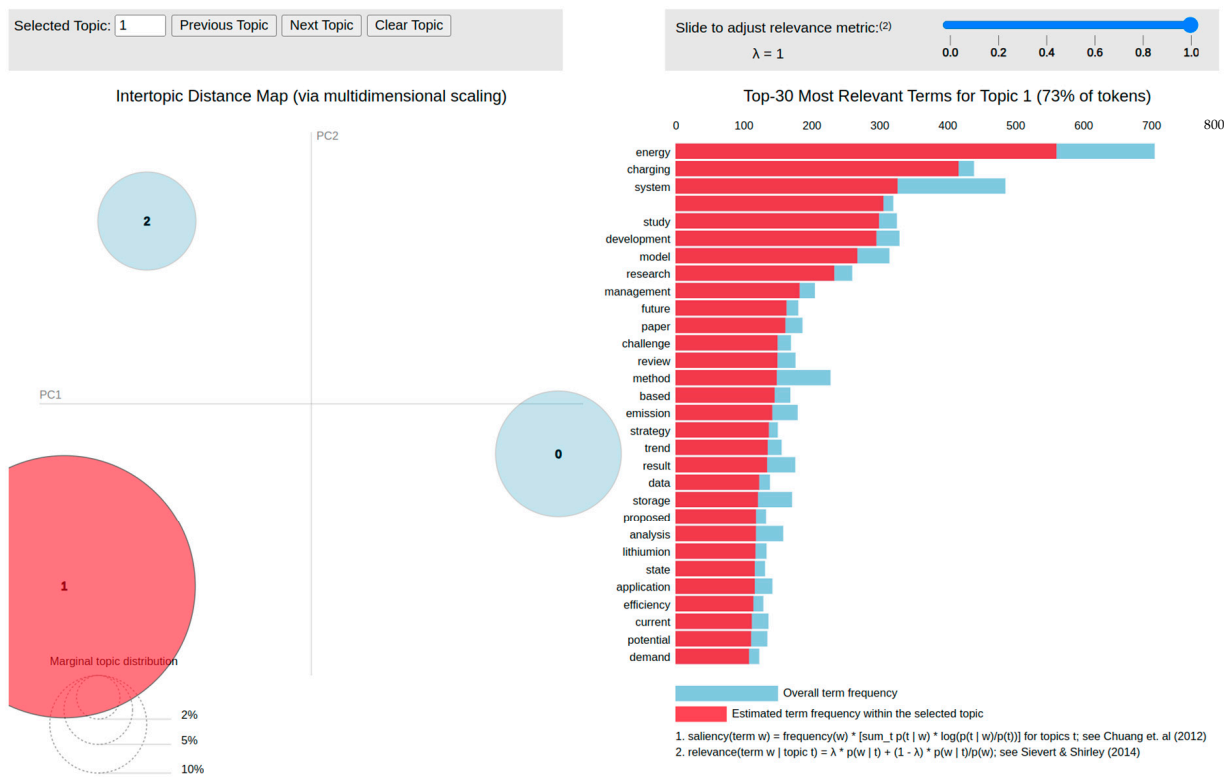 Selected Topic: 1 Previous Topic Next Topic Clear Topic
Slide to adjust relevance metric:(2)
λ = 1
0.0 0.2 0.4 0.6 0.8 1.0
Intertopic Distance Map (via multidimensional scaling)
PC2
PC1
2
0
1
Marginal topic distribution
2%
5%
10%
Top-30 Most Relevant Terms for Topic 1 (73% of tokens)
0 100 200 300 400 500 600 700 800
energy
charging
system
study
development
model
research
management
future
paper
challenge
review
method
based
emission
strategy
trend
result
data
storage
proposed
analysis
lithiumion
state
application
efficiency
current
potential
demand
Overall term frequency
Estimated term frequency within the selected topic
1. saliency(term w) = frequency(w) * [sum_t p(t | w) * log(p(t | w)/p(t))] for topics t; see Chuang et. al (2012)
2. relevance(term w | topic t) = λ * p(w | t) + (1 - λ) * p(w | t)/p(w); see Sievert & Shirley (2014)